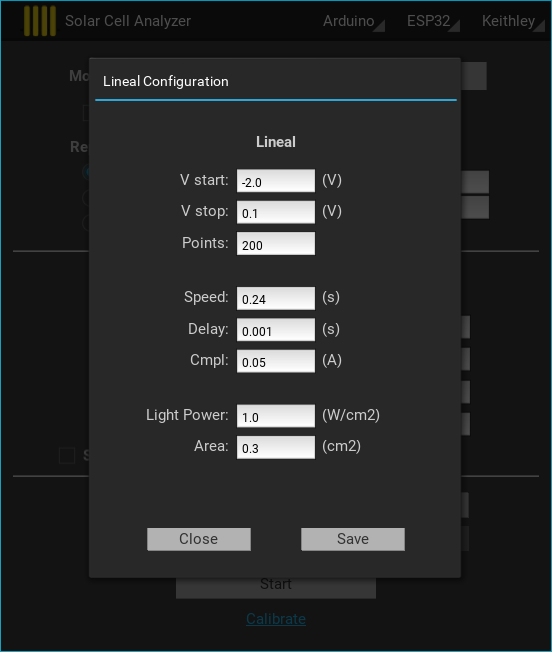 Solar Cell Analyzer Arduino ESP32 Keithley
Lineal Configuration
Lineal
V start: -2.0 (V)
V stop: 0.1 (V)
Points: 200
Speed: 0.24 (s)
Delay: 0.001 (s)
Cmpl: 0.05 (A)
Light Power: 1.0 (W/cm2)
Area: 0.3 (cm2)
Close Save
Start
Calibrate